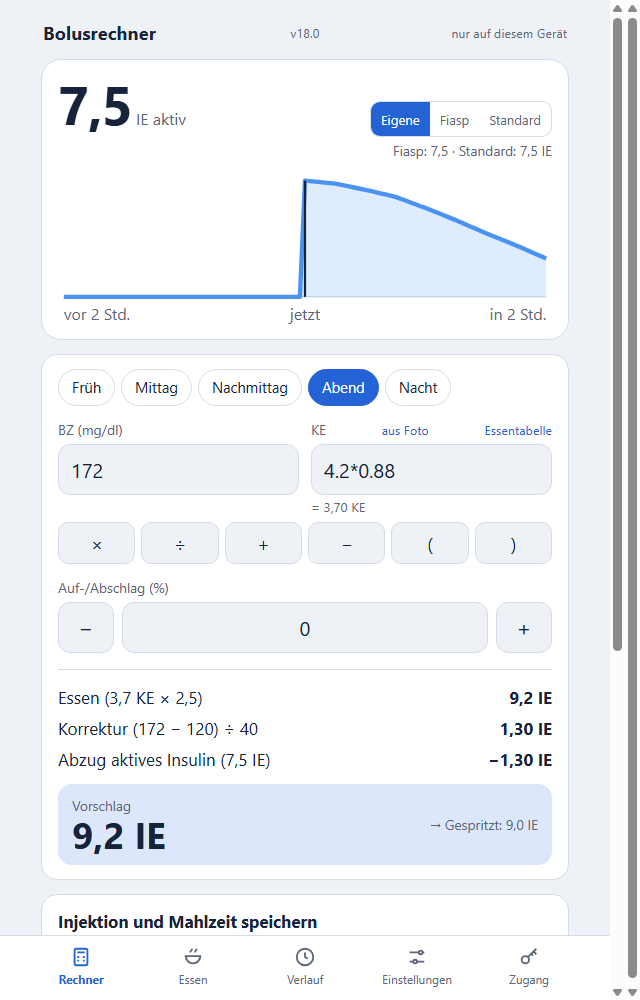 Bolusrechner v18.0 nur auf diesem Gerät
7,5 IE aktiv
Eigene Fiasp Standard
Fiasp: 7,5 · Standard: 7,5 IE
vor 2 Std. jetzt in 2 Std.
Früh Mittag Nachmittag Abend Nacht
BZ (mg/dl) KE aus Foto Essentabelle
172 4.2*0.88
= 3,70 KE
× ÷ + − ( )
Auf-/Abschlag (%)
− 0 +
Essen (3,7 KE × 2,5) 9,2 IE
Korrektur (172 − 120) ÷ 40 1,30 IE
Abzug aktives Insulin (7,5 IE) −1,30 IE
Vorschlag
9,2 IE → Gespritzt: 9,0 IE
Injektion und Mahlzeit speichern
Rechner Essen Verlauf Einstellungen Zugang